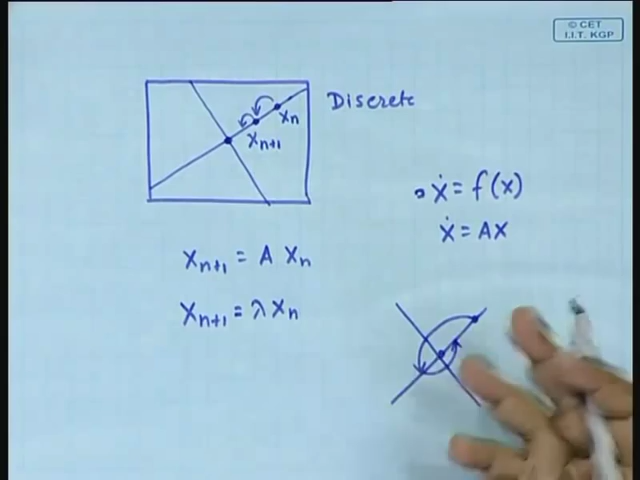 © CET
I.I.T. KGP
Discrete
xₙ
xₙ₊₁
ẋ = f(x)
ẋ = Ax
xₙ₊₁ = A xₙ
xₙ₊₁ = λ xₙ